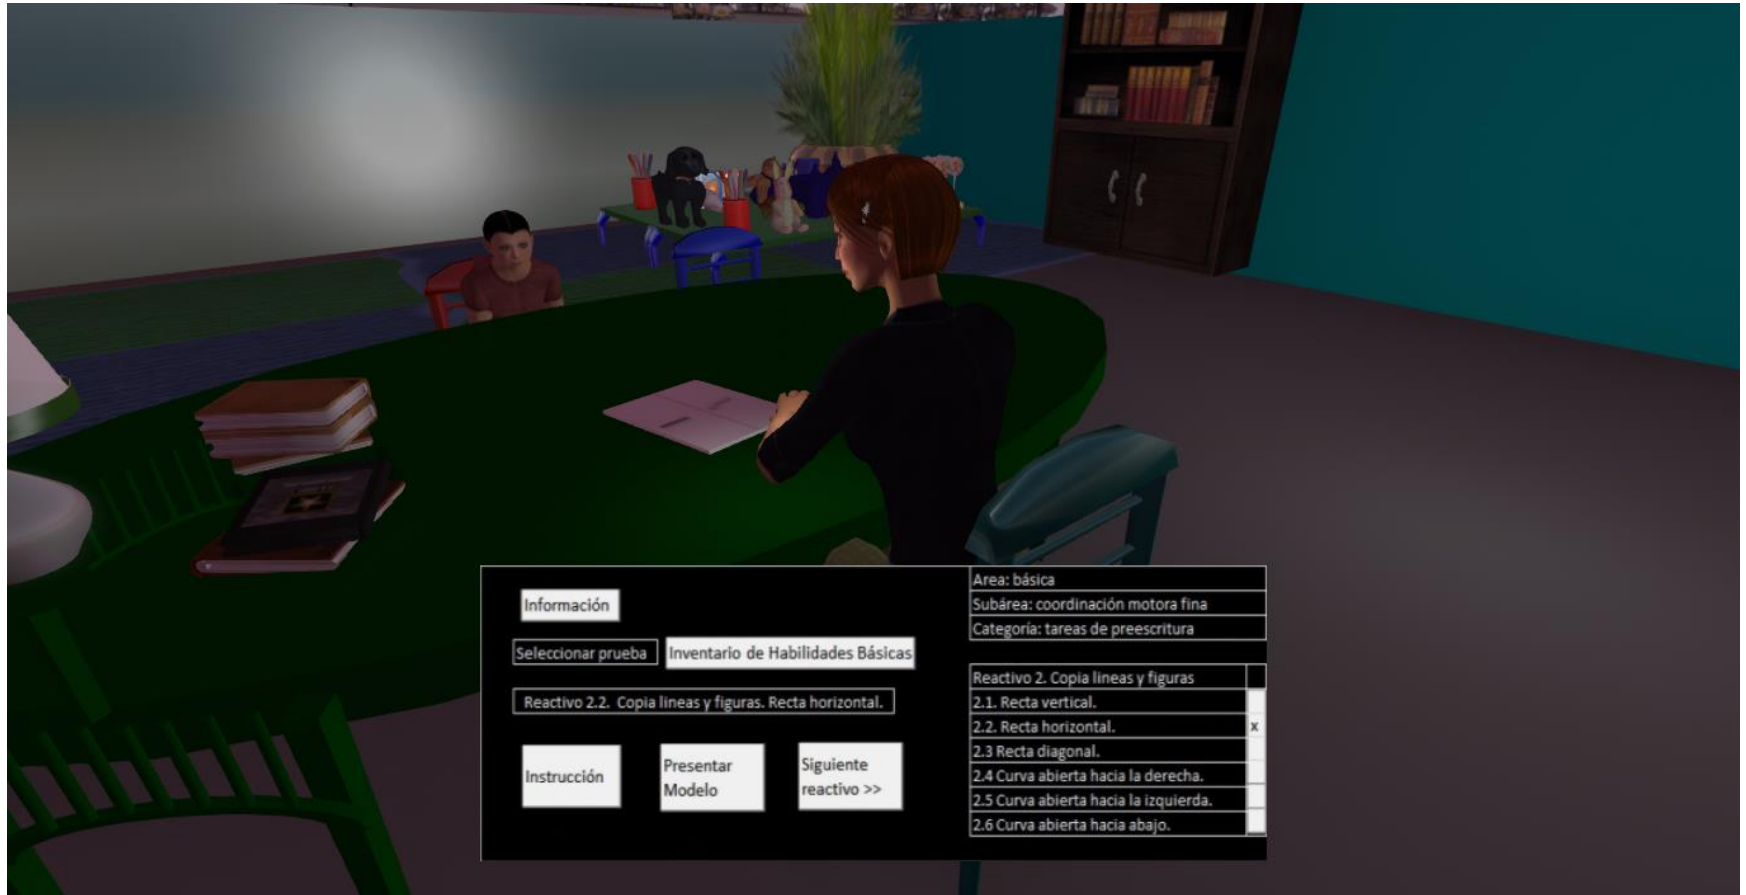 Información
Seleccionar prueba
Inventario de Habilidades Básicas
Reactivo 2.2. Copia lineas y figuras. Recta horizontal.
Instrucción
Presentar
Modelo
Siguiente
reactivo >>
Area: básica
Subárea: coordinación motora fina
Categoría: tareas de preescritura
Reactivo 2. Copia lineas y figuras
2.1. Recta vertical.
2.2. Recta horizontal. x
2.3 Recta diagonal.
2.4 Curva abierta hacia la derecha.
2.5 Curva abierta hacia la izquierda.
2.6 Curva abierta hacia abajo.